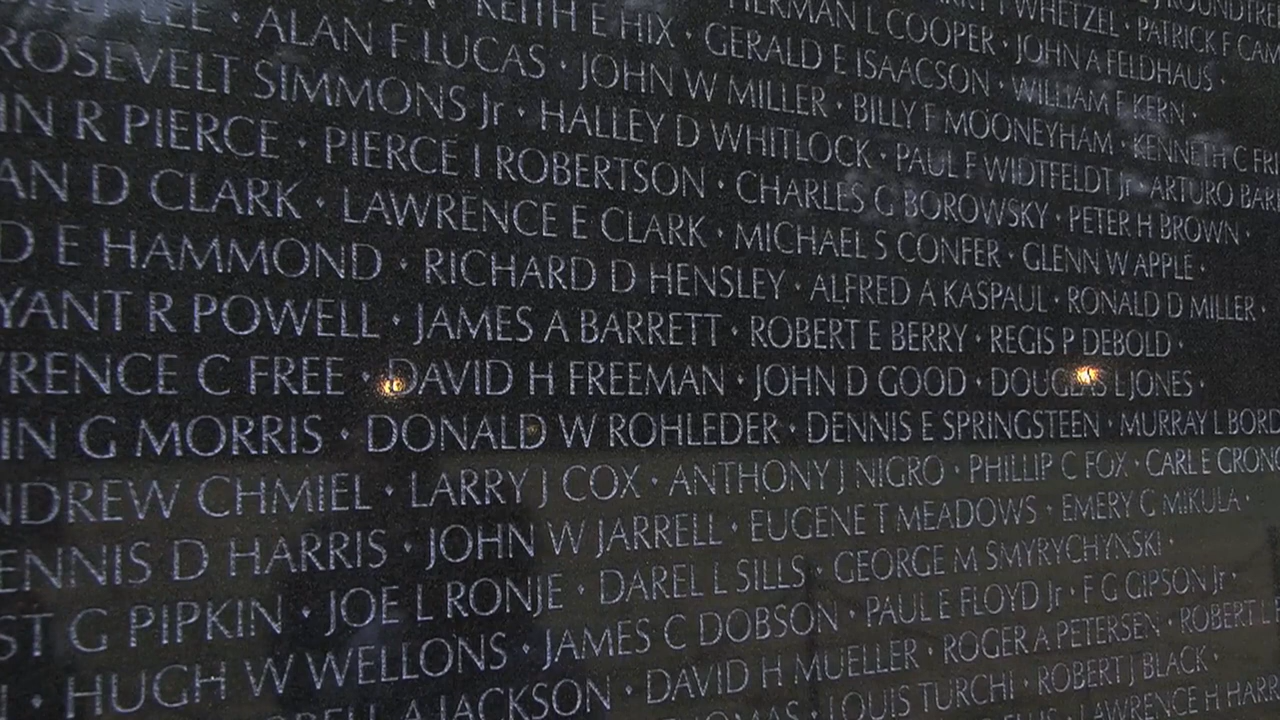 KEITH E HIX · HERMAN L COOPER · WHETZEL · PATRICK F
ALAN F LUCAS · GERALD E ISAACSON · JOHN A FELDHAUS ·
ROSEVELT SIMMONS Jr · JOHN W MILLER · BILLY F MOONEYHAM · WILLIAM F KERN ·
R PIERCE · HALLEY D WHITLOCK · PAUL F WIDTFELDT Jr · KENNETH C
D CLARK · PIERCE I ROBERTSON · CHARLES G BOROWSKY · ARTURO
E HAMMOND · LAWRENCE E CLARK · MICHAEL S CONFER · PETER H BROWN ·
R POWELL · RICHARD D HENSLEY · ALFRED A KASPAUL · GLENN W APPLE ·
JAMES A BARRETT · ROBERT E BERRY · RONALD D MILLER ·
C FREE · DAVID H FREEMAN · JOHN D GOOD · REGIS P DEBOLD ·
G MORRIS · DONALD W ROHLEDER · DENNIS E SPRINGSTEEN · DOUGLAS L JONES ·
CHMIEL · LARRY J COX · ANTHONY J NIGRO · PHILLIP C FOX · MURRAY L
D HARRIS · JOHN W JARRELL · EUGENE T MEADOWS · CARL E
G PIPKIN · JOE L RONJE · DAREL L SILLS · GEORGE M SMYRYCHYNSKI · EMERY G MIKULA ·
· HUGH W WELLONS · JAMES C DOBSON · PAUL E FLOYD Jr · F G GIPSON Jr ·
A JACKSON · DAVID H MUELLER · ROGER A PETERSEN · ROBERT L
THOMAS · LOUIS TURCHI · ROBERT J BLACK ·
LAWRENCE H